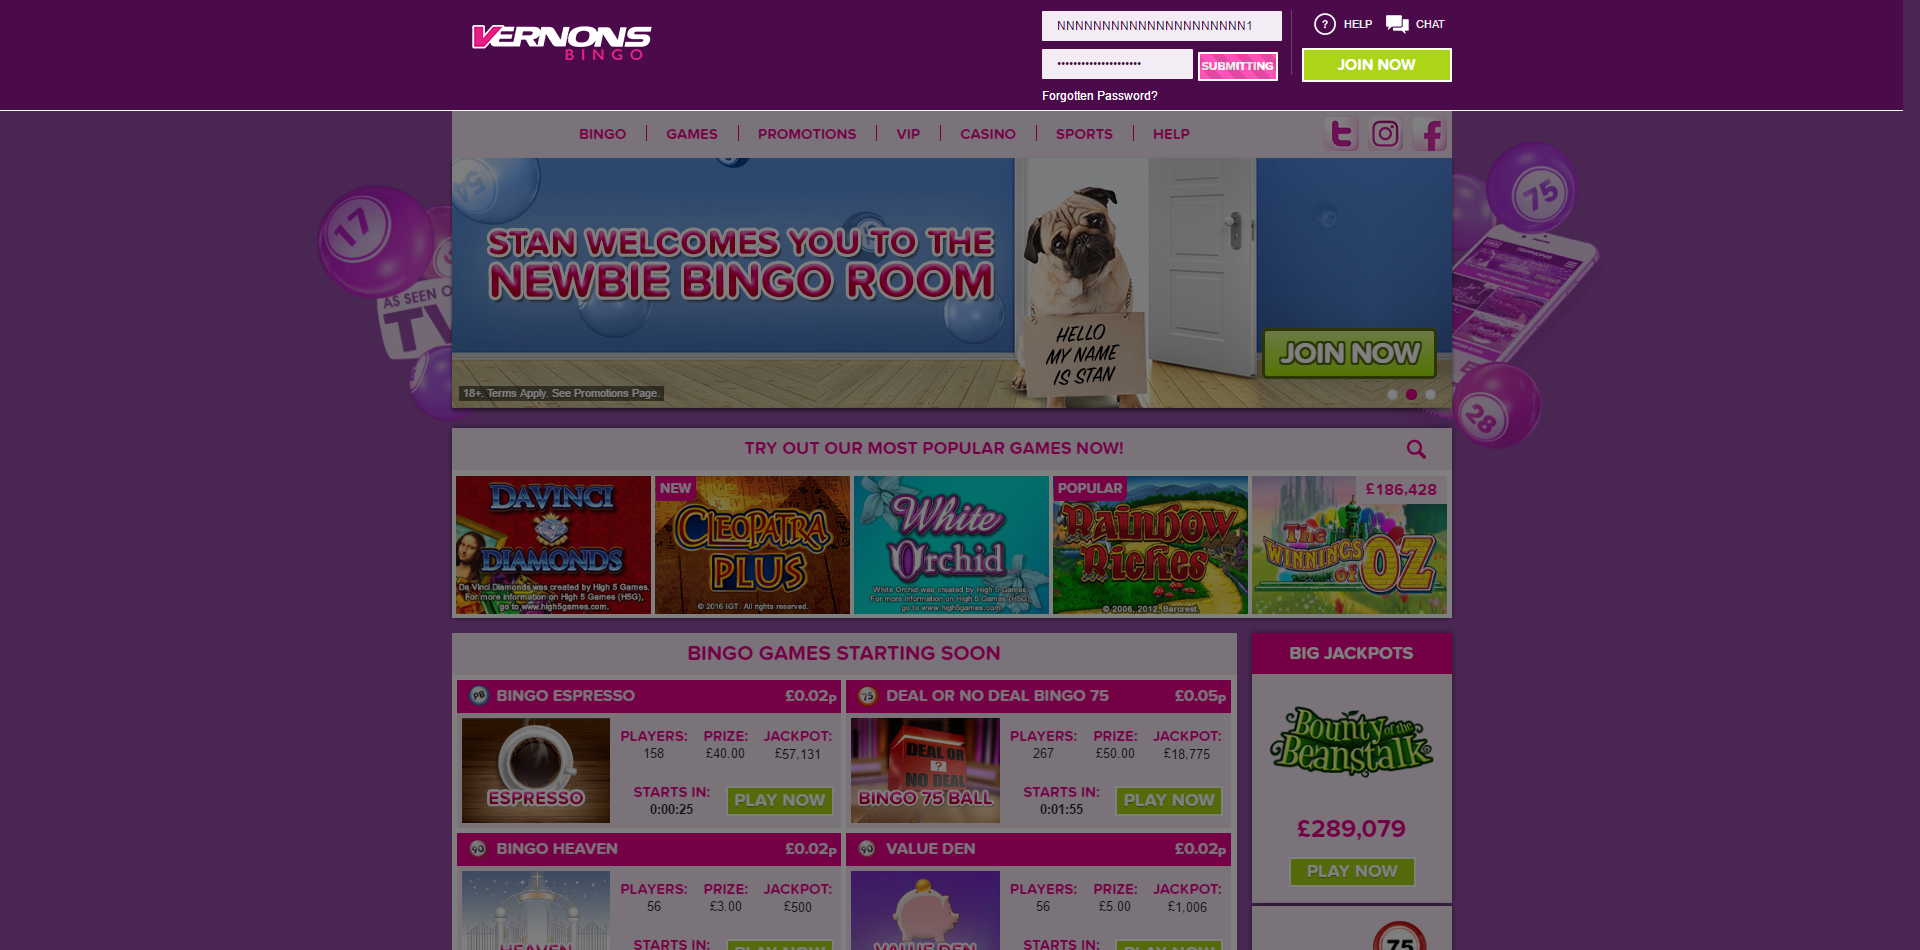 VERNONS
BINGO
NNNNNNNNNNNNNNNNNNNNN1
HELP
CHAT
SUBMITTING
JOIN NOW
Forgotten Password?
BINGO
GAMES
PROMOTIONS
VIP
CASINO
SPORTS
HELP
17
54
75
AS SEEN O
TV
28
STAN WELCOMES YOU TO THE
NEWBIE BINGO ROOM
HELLO
MY NAME
IS STAN
JOIN NOW
18+. Terms Apply. See Promotions Page.
TRY OUT OUR MOST POPULAR GAMES NOW!
DAVINCI
DIAMONDS
Da Vinci Diamonds was created by High 5 Games.
For more information on High 5 Games (H5G),
go to www.high5games.com.
NEW
CLEOPATRA
PLUS
© 2016 IGT. All rights reserved.
White
Orchid
White Orchid was created by High 5 Games.
For more information on High 5 Games (H5G),
go to www.high5games.com.
POPULAR
Rainbow
Riches
© 2008, 2012, Barcrest.
£186,428
The
WINNINGS
of OZ
BINGO GAMES STARTING SOON
BIG JACKPOTS
BINGO ESPRESSO
£0.02p
ESPRESSO
PLAYERS: PRIZE: JACKPOT:
158 £40.00 £57,131
STARTS IN:
0:00:25
PLAY NOW
75
DEAL OR NO DEAL BINGO 75
£0.05p
DEAL OR
?
NO DEAL
BINGO 75 BALL
PLAYERS: PRIZE: JACKPOT:
267 £50.00 £18,775
STARTS IN:
0:01:55
PLAY NOW
Bounty of the
Beanstalk
£289,079
PLAY NOW
90
BINGO HEAVEN
£0.02p
HEAVEN
PLAYERS: PRIZE: JACKPOT:
56 £3.00 £500
STARTS IN:
PLAY NOW
90
VALUE DEN
£0.02p
VALUE DEN
PLAYERS: PRIZE: JACKPOT:
56 £5.00 £1,006
STARTS IN:
PLAY NOW
75